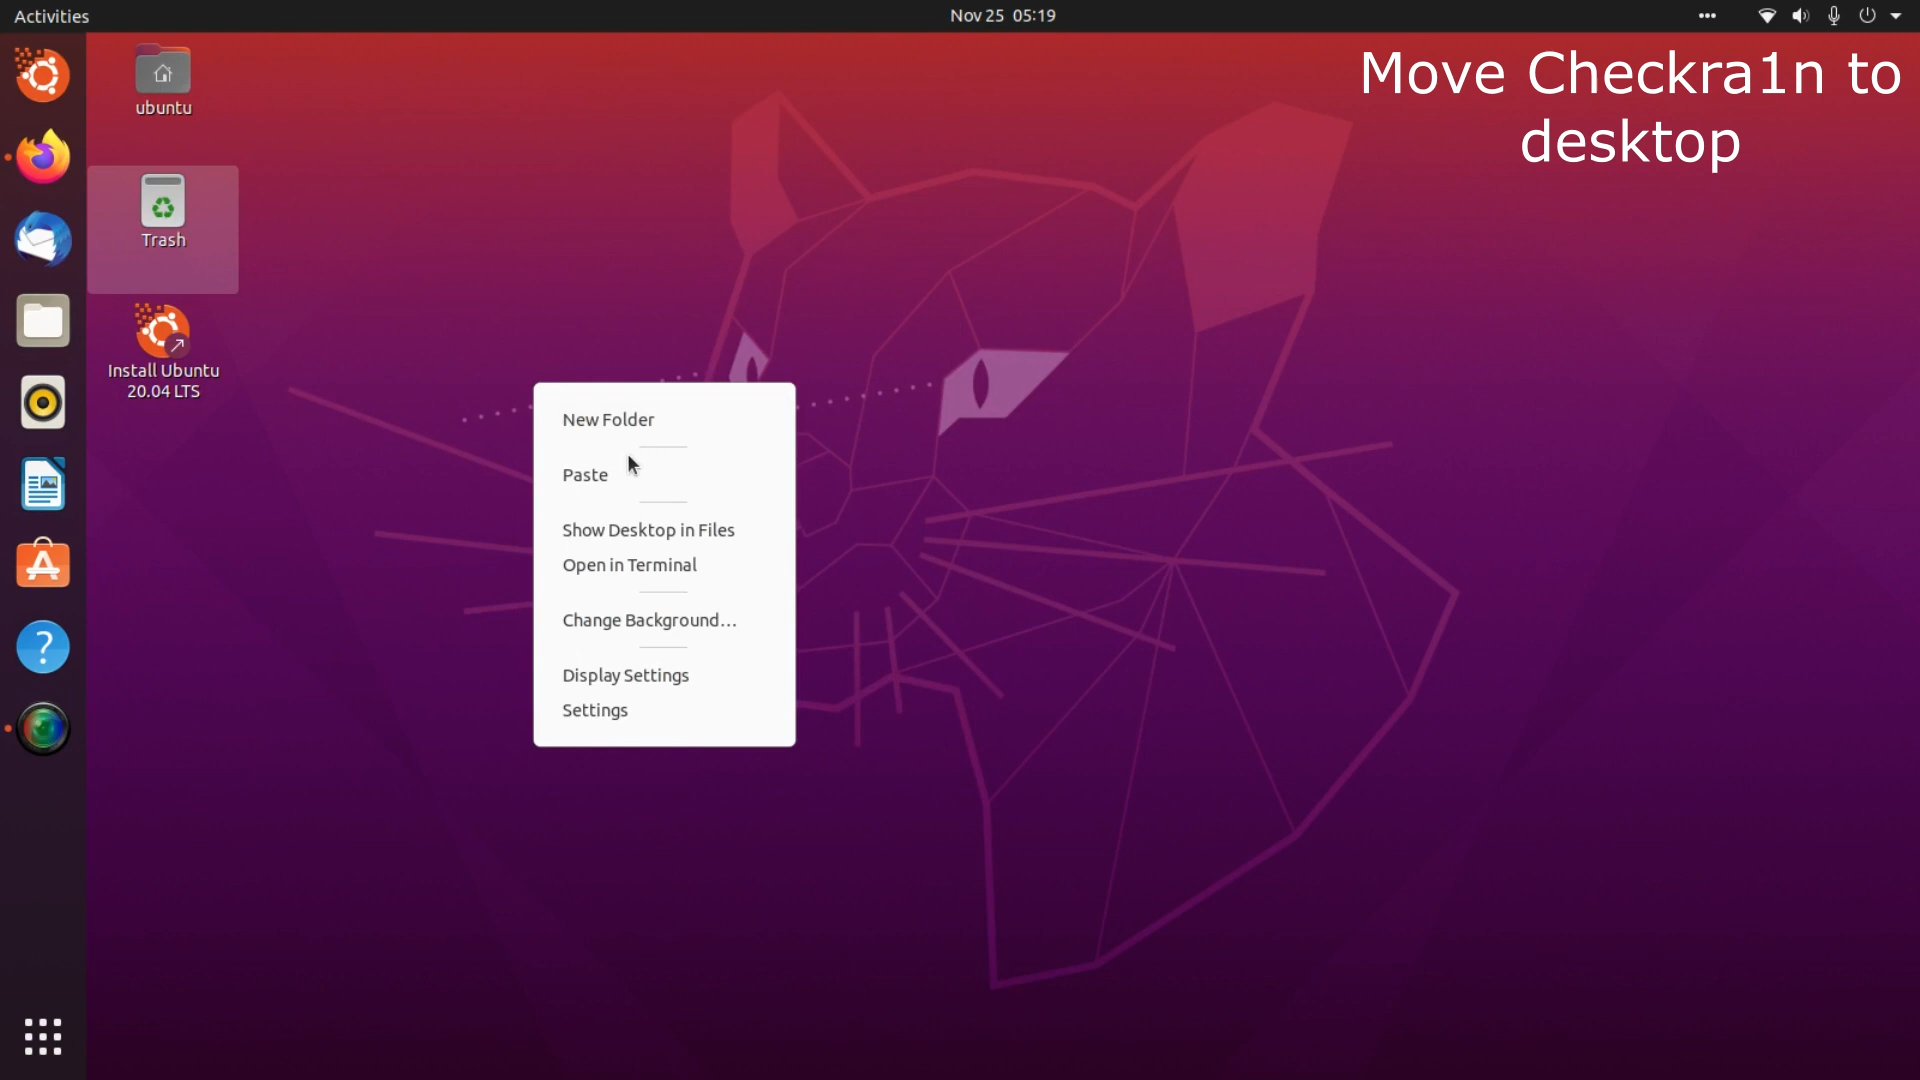 Activities
Nov 25 05:19
Move Checkra1n to
desktop
ubuntu
Trash
Install Ubuntu
20.04 LTS
New Folder
Paste
Show Desktop in Files
Open in Terminal
Change Background…
Display Settings
Settings